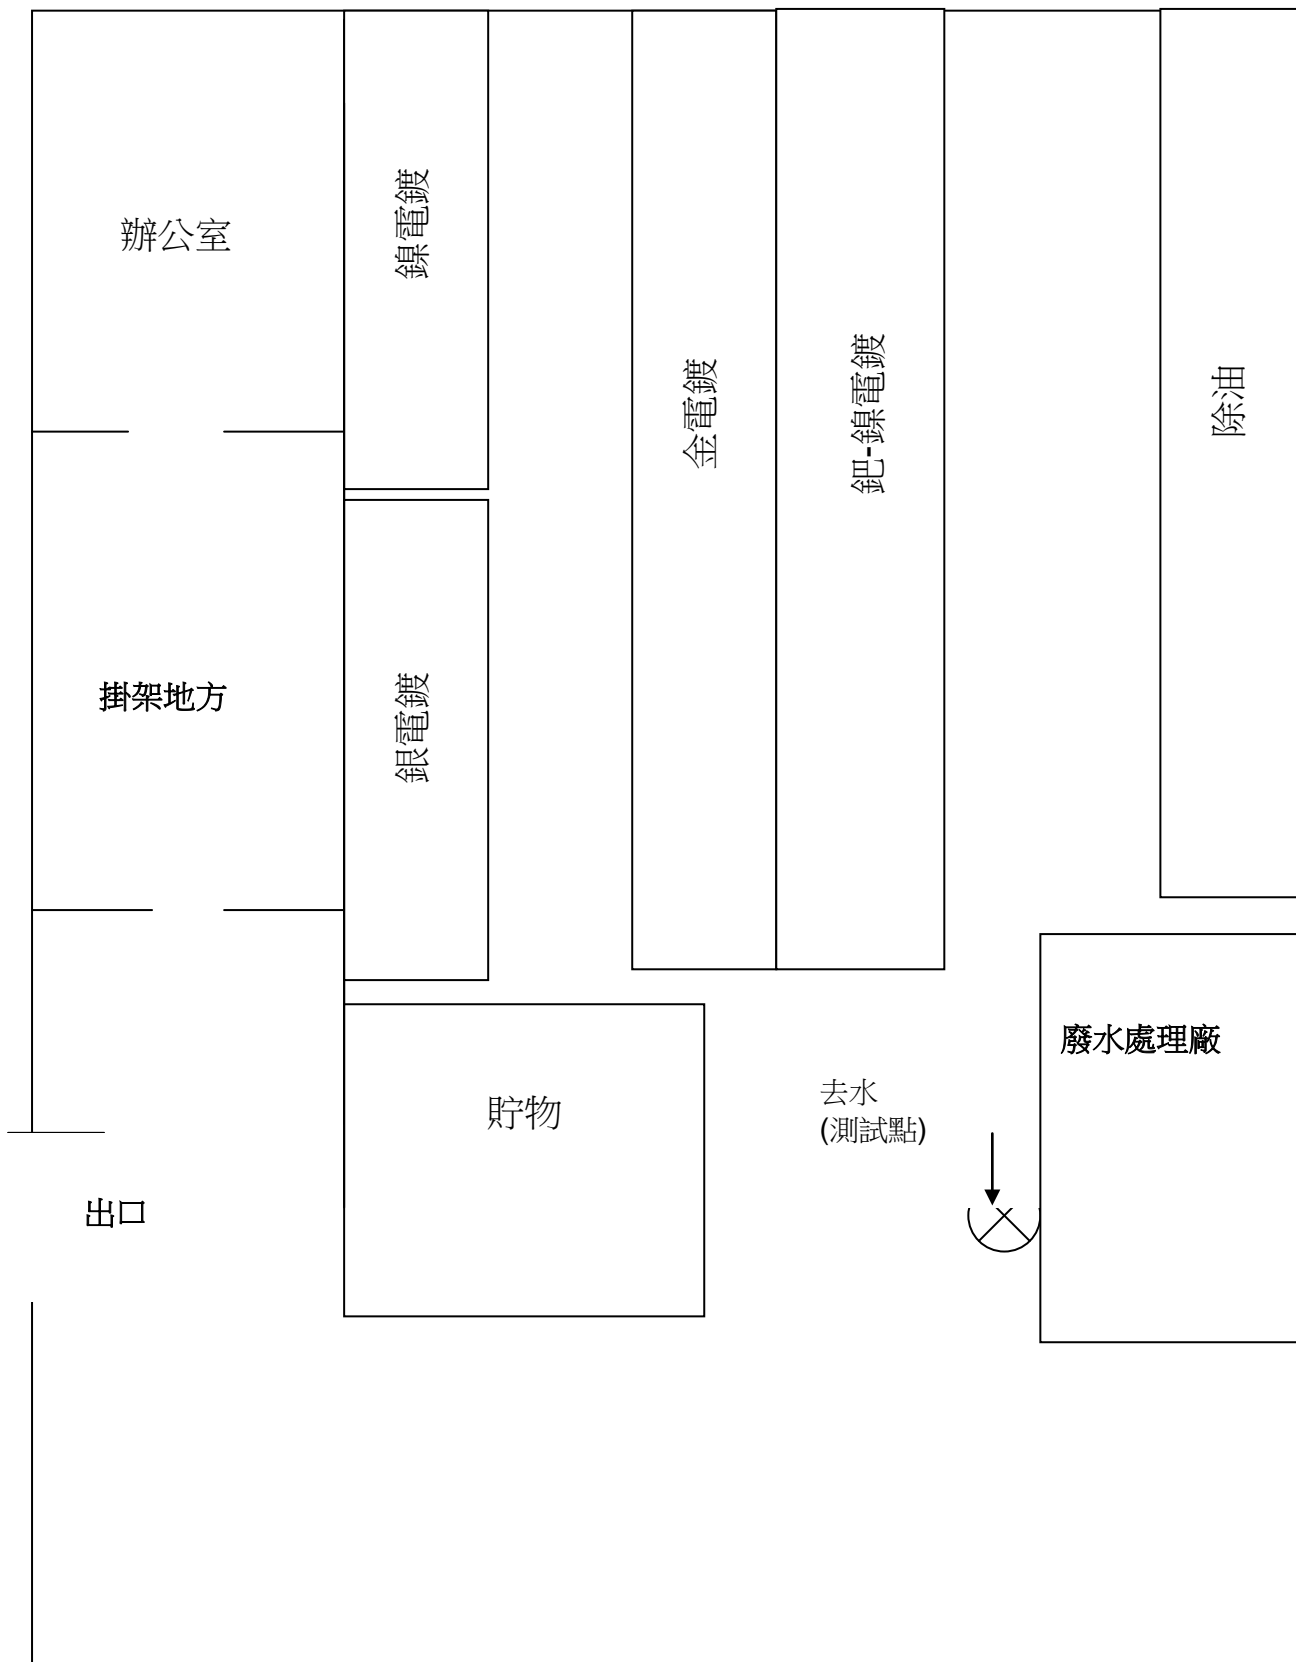 辦公室
鎳電鍍
金電鍍
鈀-鎳電鍍
除油
掛架地方
銀電鍍
廢水處理廠
貯物
去水
(測試點)
出口